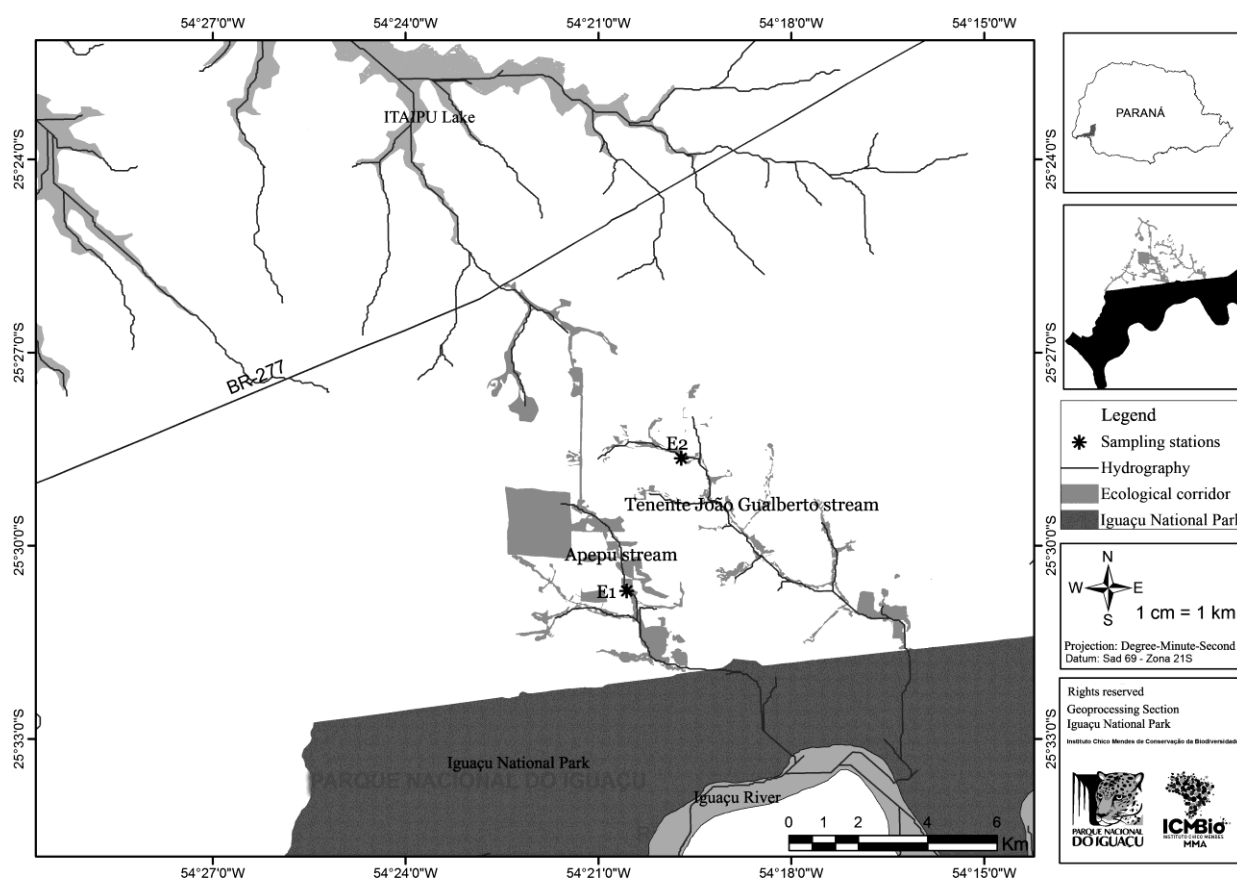 54°27'0"W
54°24'0"W
54°21'0"W
54°18'0"W
54°15'0"W
25°24'0"S
25°27'0"S
25°30'0"S
25°33'0"S
ITAIPU Lake
BR-277
E2
Tenente João Gualberto stream
Apepu stream
E1
Iguaçu National Park
PARQUE NACIONAL DO IGUAÇU
Iguaçu River
0 1 2 4 6
Km
54°27'0"W
54°24'0"W
54°21'0"W
54°18'0"W
54°15'0"W
25°24'0"S
25°27'0"S
25°30'0"S
25°33'0"S
PARANÁ
Legend
Sampling stations
Hydrography
Ecological corridor
Iguaçu National Park
N
W E
S
1 cm = 1 km
Projection: Degree-Minute-Second
Datum: Sad 69 - Zona 21S
Rights reserved
Geoprocessing Section
Iguaçu National Park
Instituto Chico Mendes de Conservação da Biodiversidade
PARQUE NACIONAL
DO IGUAÇU
ICMBio
INSTITUTO CHICO MENDES
MMA